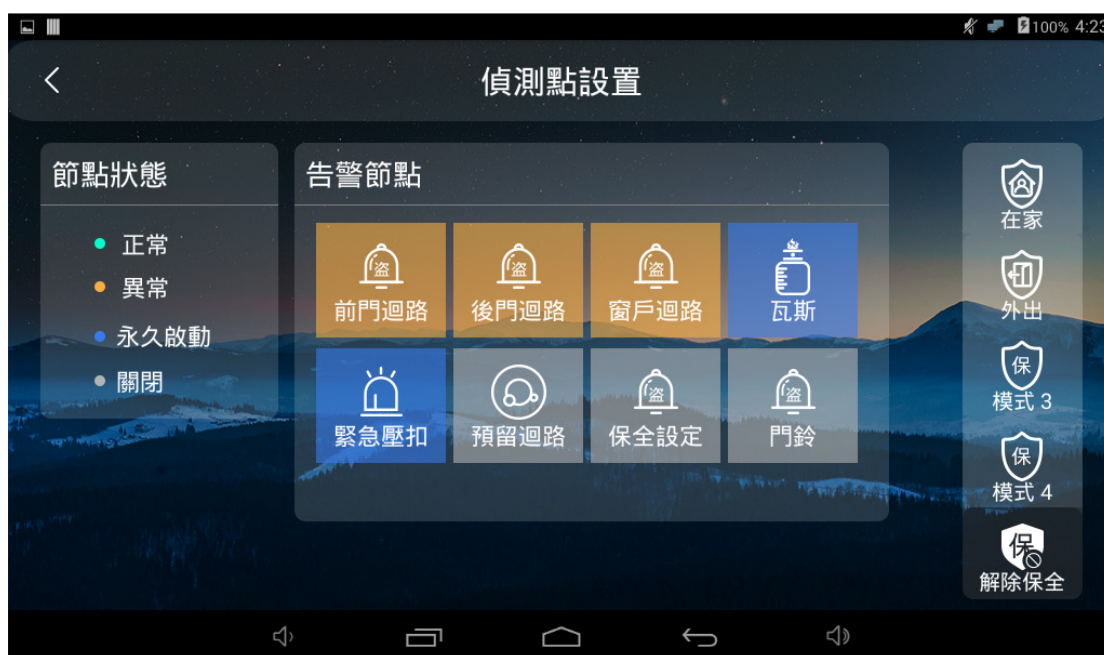 100% 4:23
偵測點設置
節點狀態
正常
異常
永久啟動
關閉
告警節點
盜 盜 盜
前門迴路 後門迴路 窗戶迴路 瓦斯
盜 盜
緊急壓扣 預留迴路 保全設定 門鈴
在家
外出
保
模式 3
保
模式 4
保
解除保全